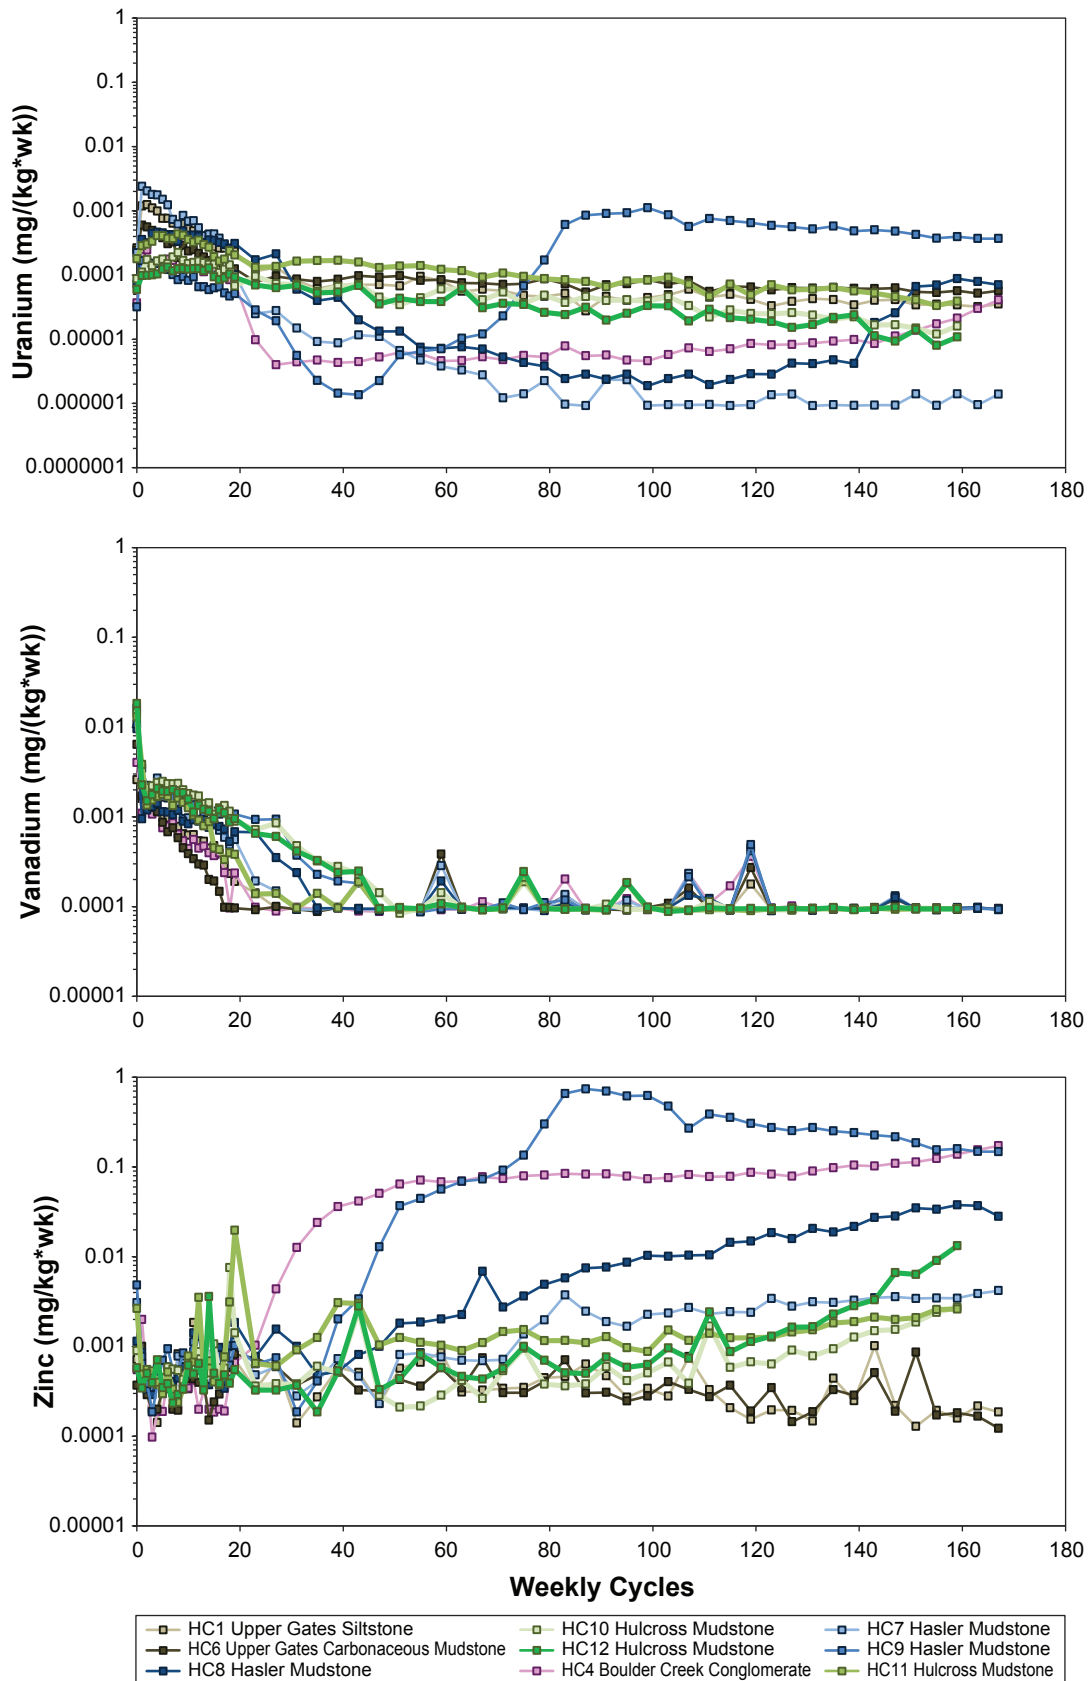 1
0.1
0.01
0.001
0.0001
0.00001
0.000001
0.0000001
Uranium (mg/(kg*wk))
0 20 40 60 80 100 120 140 160 180
1
0.1
0.01
0.001
0.0001
0.00001
Vanadium (mg/(kg*wk))
0 20 40 60 80 100 120 140 160 180
1
0.1
0.01
0.001
0.0001
0.00001
Zinc (mg/kg*wk))
0 20 40 60 80 100 120 140 160 180
Weekly Cycles
HC1 Upper Gates Siltstone HC10 Hulcross Mudstone HC7 Hasler Mudstone
HC6 Upper Gates Carbonaceous Mudstone HC12 Hulcross Mudstone HC9 Hasler Mudstone
HC8 Hasler Mudstone HC4 Boulder Creek Conglomerate HC11 Hulcross Mudstone